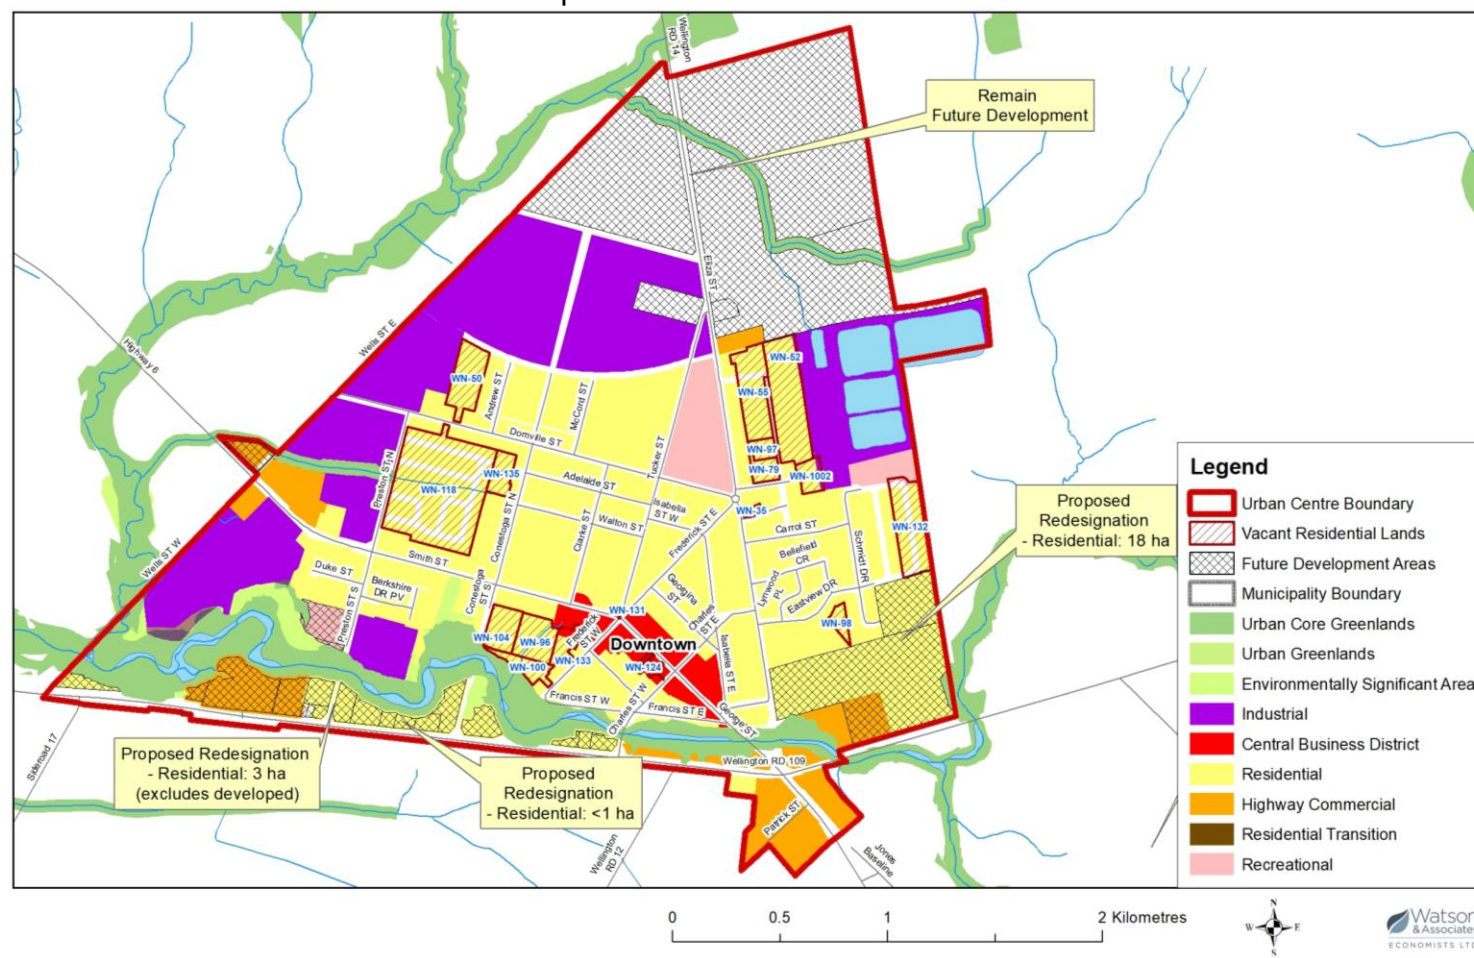 Wellington
RD 14
Remain
Future Development
Eliza ST
Wells ST E
Highway 6
WN-52
WN-50
WN-55
Andrew ST
McCord ST
Domville ST
Tucker ST
WN-97
WN-79
WN-1002
Preston ST N
WN-118
WN-135
Adelaide ST
Conestoga ST N
Isabella
ST W
Walton ST
Clarke ST
Frederick ST E
WN-35
Carrol ST
WN-132
Bellefield
CR
Schmidt DR
Lynwood
PL
Eastview DR
Proposed
Redesignation
- Residential: 18 ha
Wells ST W
Smith ST
Duke ST
Berkshire
DR PV
Preston ST S
Conestoga
ST S
Georgina
ST
Charles
ST E
WN-131
WN-98
WN-104
WN-96
Frederick
ST W
Downtown
WN-100
WN-133
WN-124
Isabella ST E
Francis ST W
Charles ST W
Francis ST E
George ST
Sideroad 17
Wellington RD 109
Proposed Redesignation
- Residential: 3 ha
(excludes developed)
Proposed
Redesignation
- Residential: <1 ha
Patrick ST
Wellington
RD 12
Jones
Baseline
Legend
Urban Centre Boundary
Vacant Residential Lands
Future Development Areas
Municipality Boundary
Urban Core Greenlands
Urban Greenlands
Environmentally Significant Area
Industrial
Central Business District
Residential
Highway Commercial
Residential Transition
Recreational
0 0.5 1 2 Kilometres
N
W E
S
Watson
& Associates
ECONOMISTS LTD